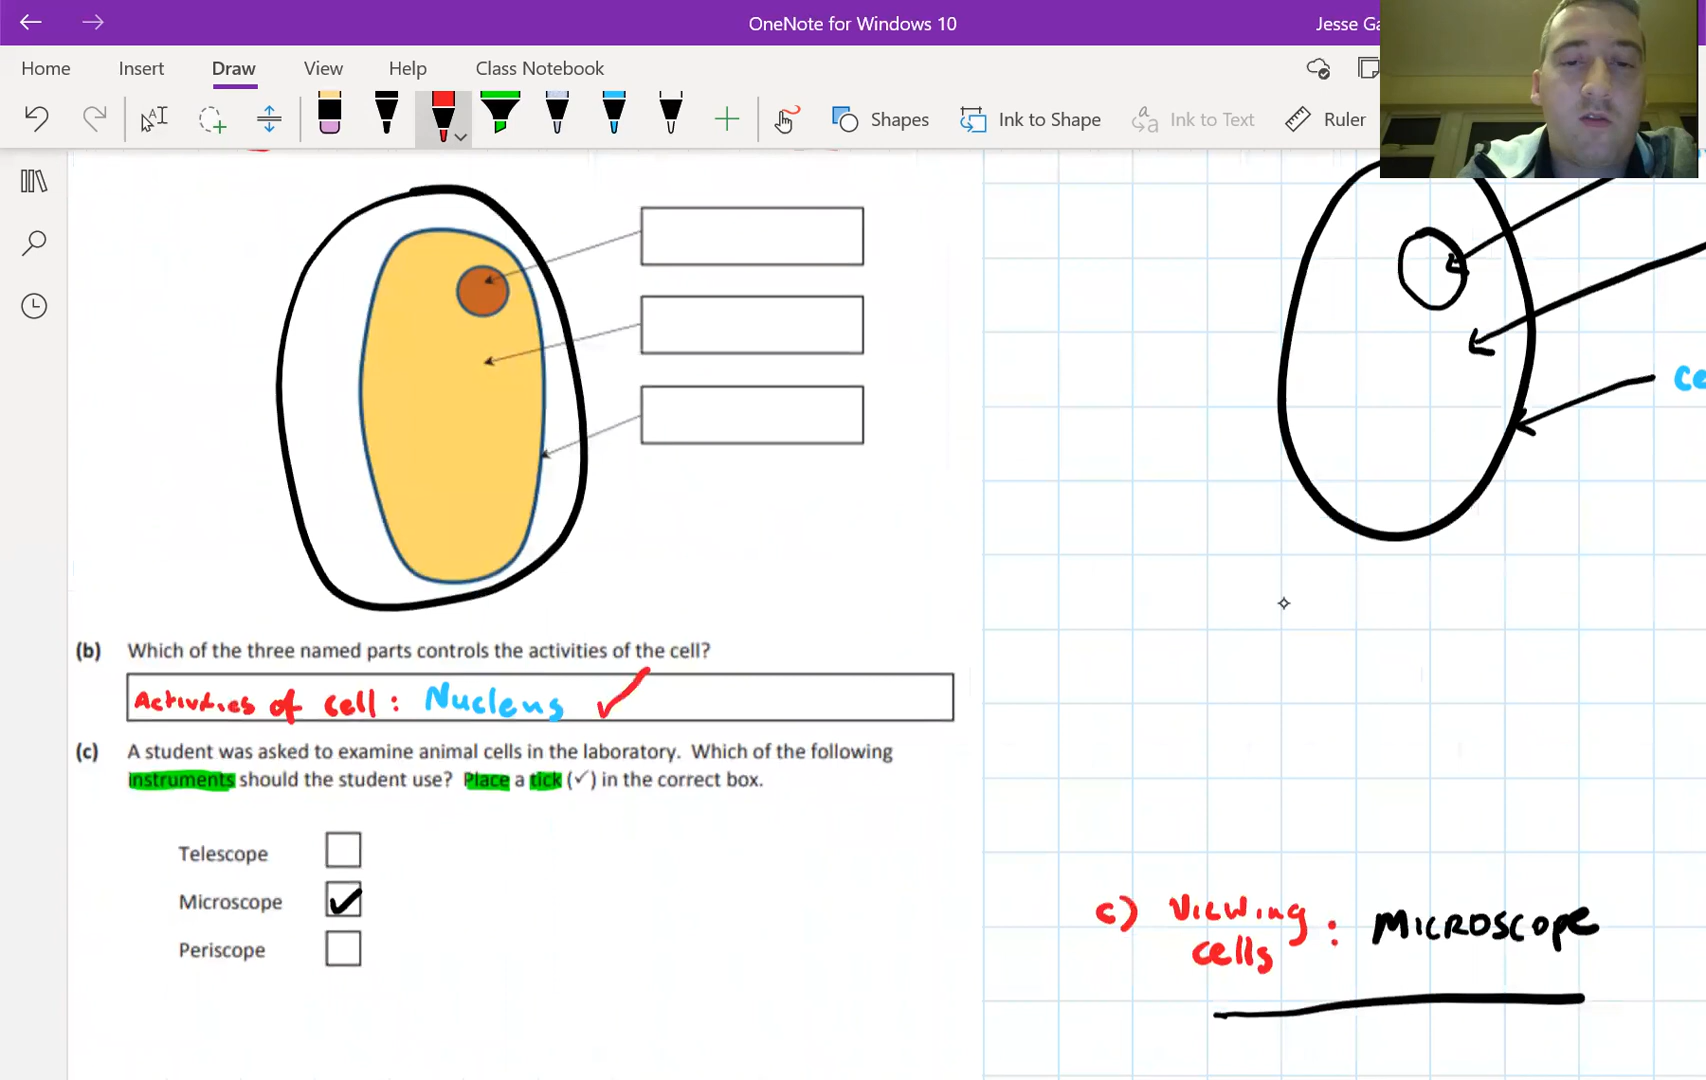 OneNote for Windows 10
Jesse Ga
Home Insert Draw View Help Class Notebook
Shapes Ink to Shape Ink to Text Ruler
ce
(b) Which of the three named parts controls the activities of the cell?
Activities of cell: Nucleus ✓
(c) A student was asked to examine animal cells in the laboratory. Which of the following
instruments should the student use? Place a tick (✓) in the correct box.
Telescope
Microscope ✓
Periscope
c) Viewing cells : MICROSCOPE